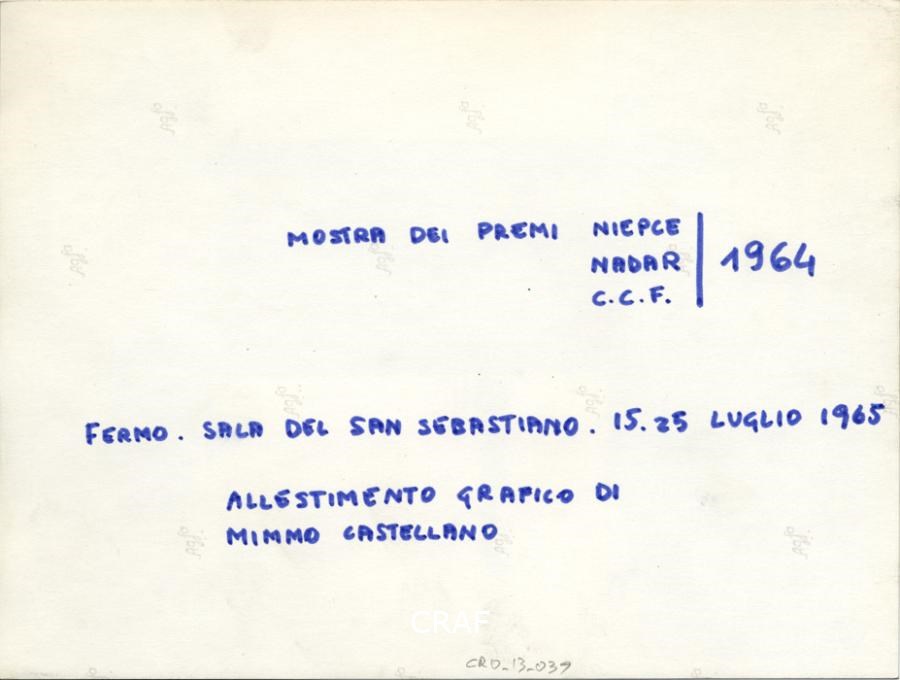 MOSTRA DEI PREMI NIEPCE
NADAR
C.C.F.
1964
FERMO. SALA DEL SAN SEBASTIANO. 15.25 LUGLIO 1965
ALLESTIMENTO GRAFICO DI
MIMMO CASTELLANO
CRAF
CRO_13_039